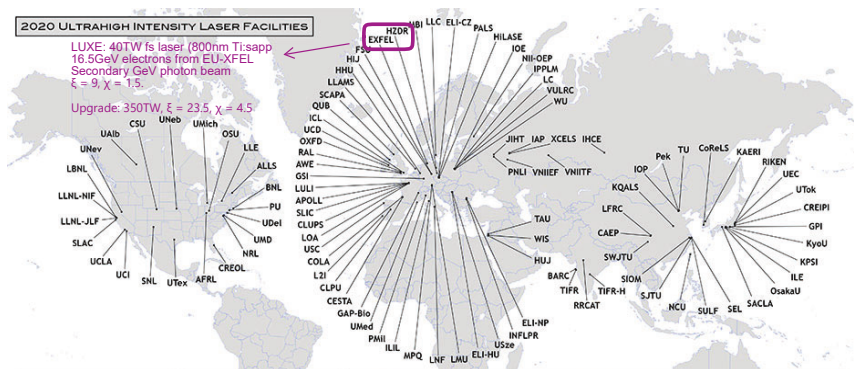 2020 ULTRAHIGH INTENSITY LASER FACILITIES
LUXE: 40TW fs laser (800nm Ti:sapp
16.5GeV electrons from EU-XFEL
Secondary GeV photon beam
ξ = 9, χ = 1.5.
Upgrade: 350TW, ξ = 23.5, χ = 4.5
UNev
UAlb
CSU
UNeb
UMich
OSU
LLE
ALLS
BNL
PU
UDel
UMD
NRL
CREOL
AFRL
UTex
SNL
UCI
UCLA
SLAC
LLNL-JLF
LLNL-NIF
LBNL
EXFEL
HZDR
NBI
LLC
ELI-CZ
PALS
HiLASE
IOE
NII-OEP
IPPLM
LC
VULRC
WU
FSU
HIJ
HHU
LLAMS
SCAPA
QUB
ICL
UCD
OXFD
RAL
AWE
GSI
LULI
APOLL
SLIC
CLUPS
LOA
USC
COLA
L2I
CLPU
CESTA
GAP-Bio
UMed
PMii
ILIL
MPQ
LNF
LMU
ELI-HU
USze
INFLPR
ELI-NP
TAU
WIS
HUJ
JIHT
IAP
XCELS
IHCE
PNLI
VNIIEF
VNIITF
BARC
TIFR
RRCAT
TIFR-H
IOP
Pek
TU
CoReLS
KAERI
RIKEN
UEC
UTok
CREIPI
GPI
KyoU
KPSI
ILE
OsakaU
SACLA
SEL
SULF
NCU
SJTU
SIOM
SWJTU
CAEP
LFRC
KQALS